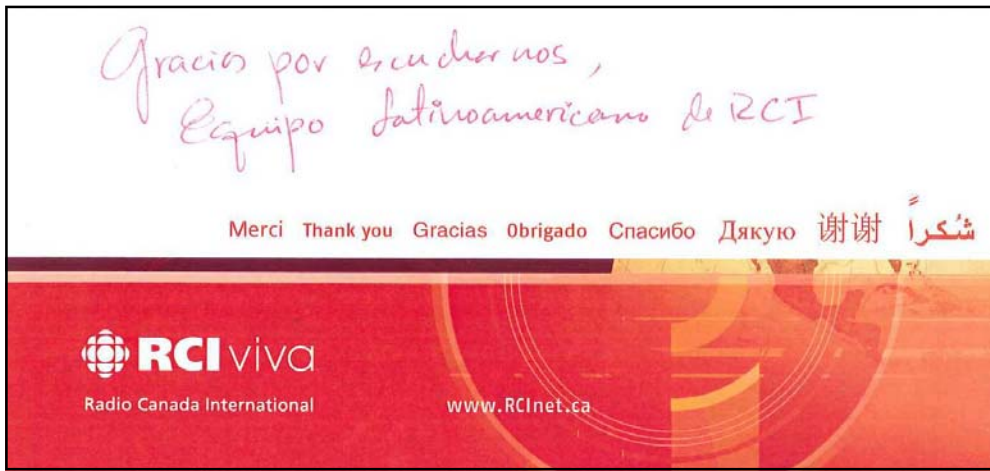 Gracias por escucharnos,
Equipo Latinoamericano de RCI
Merci Thank you Gracias Obrigado Спасибо Дякую 谢谢 شُكراً
RCI viva
Radio Canada International
www.RCInet.ca